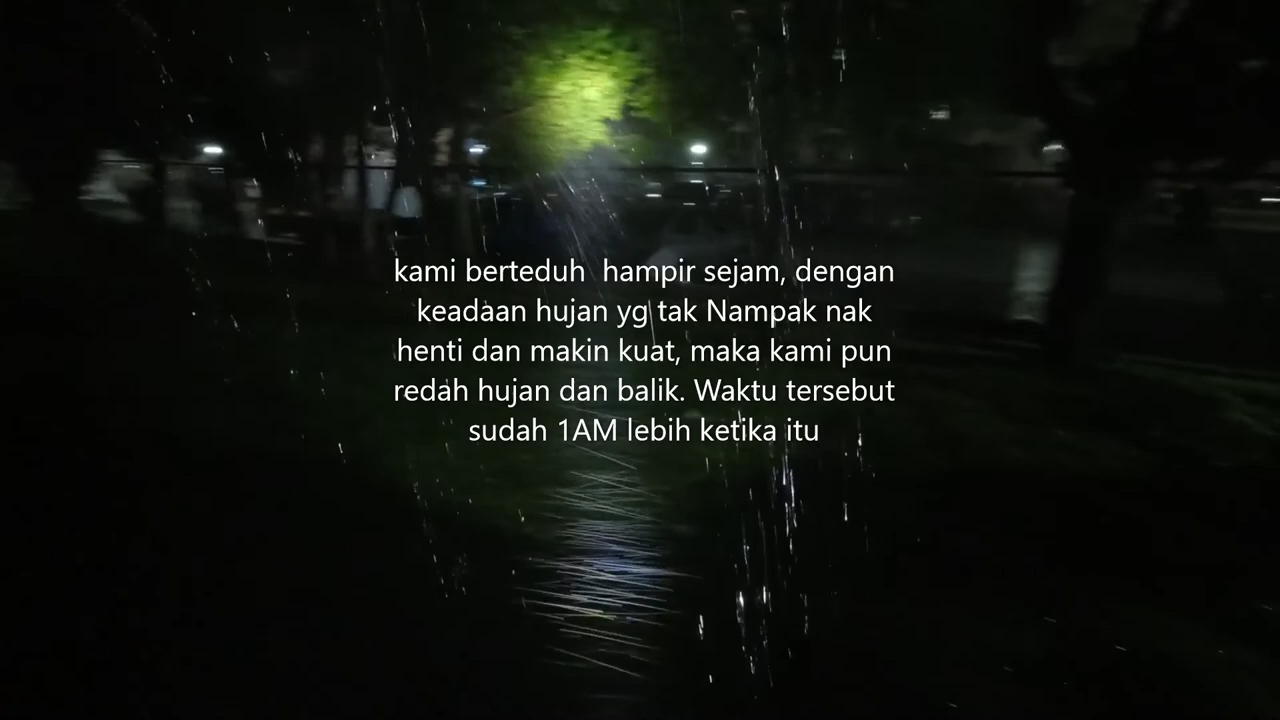 kami berteduh  hampir sejam, dengan
keadaan hujan yg tak Nampak nak
henti dan makin kuat, maka kami pun
redah hujan dan balik. Waktu tersebut
sudah 1AM lebih ketika itu